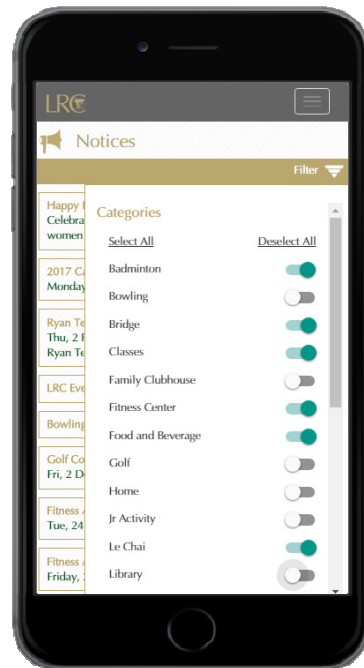 LRC
Notices
Filter
Categories
Select All Deselect All
Badminton
Bowling
Bridge
Classes
Family Clubhouse
Fitness Center
Food and Beverage
Golf
Home
Jr Activity
Le Chai
Library
Happy
Celebra
women
2017 Ca
Monday
Ryan Te
Thu, 2 F
Ryan Te
LRC Eve
Bowling
Golf Co
Fri, 2 D
Fitness
Tue, 24
Fitness
Friday,